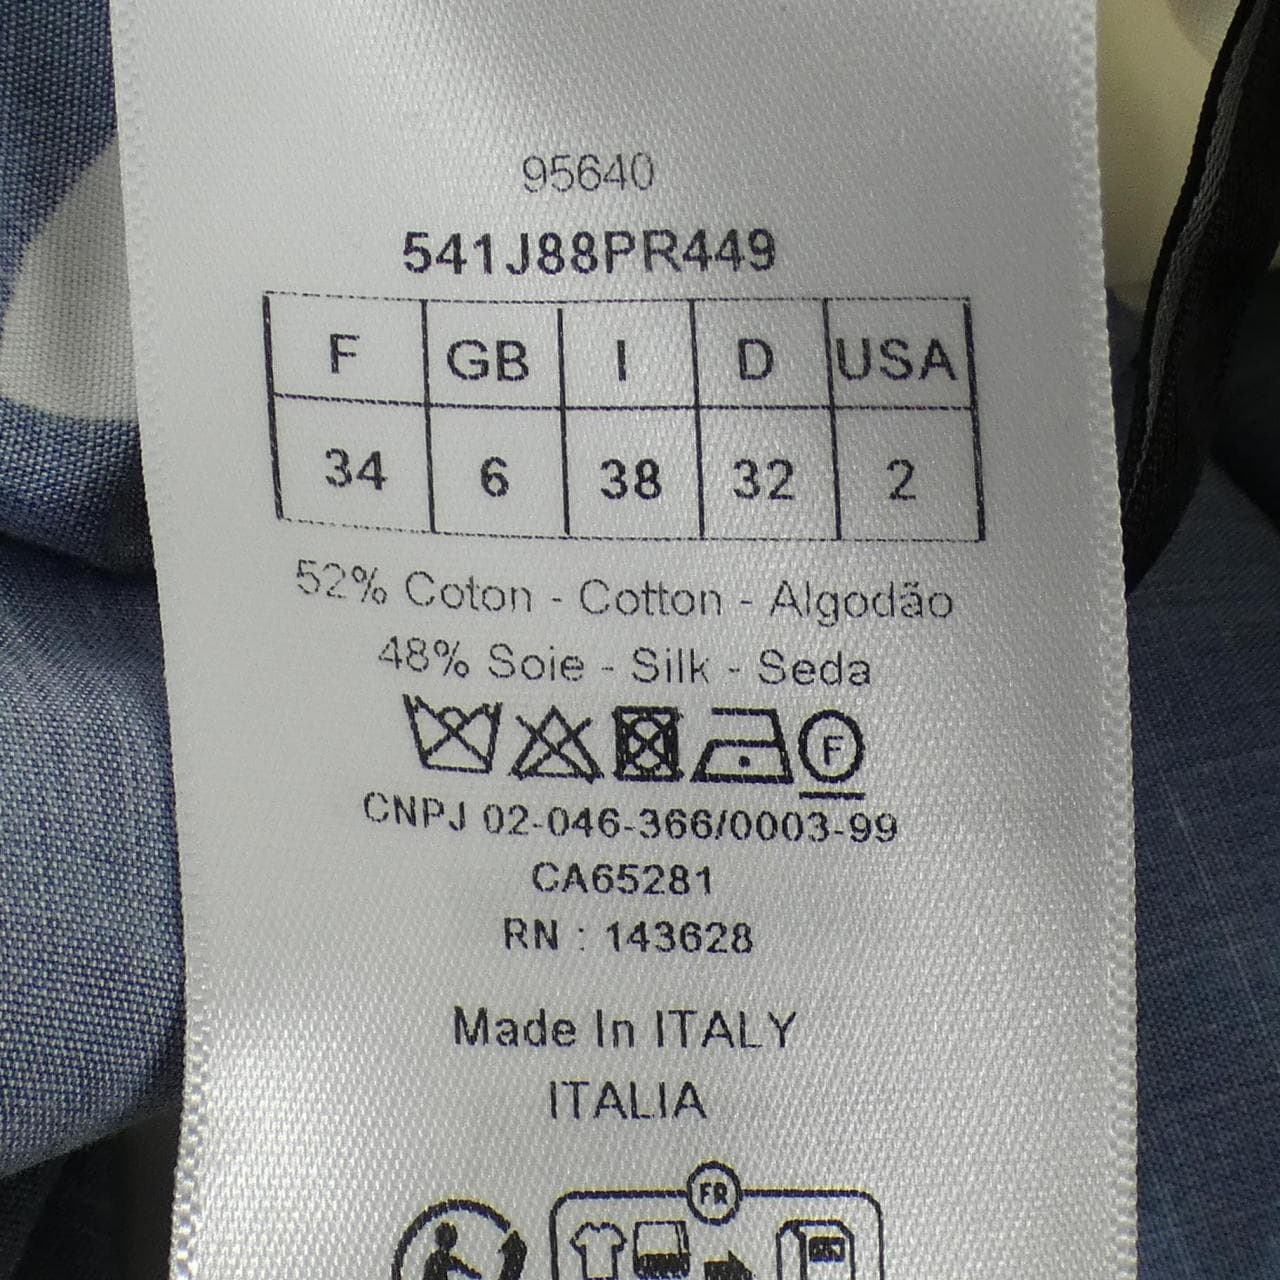 95640
541J88PR449
F GB I D USA
34 6 38 32 2
52% Coton - Cotton - Algodão
48% Soie - Silk - Seda
F
CNPJ 02-046-366/0003-99
CA65281
RN : 143628
Made In ITALY
ITALIA
FR